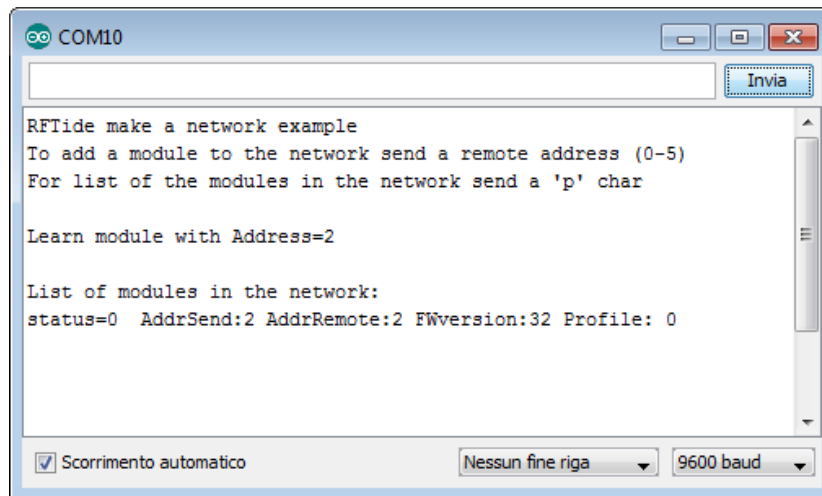 COM10
Invia
RFTide make a network example
To add a module to the network send a remote address (0-5)
For list of the modules in the network send a 'p' char
Learn module with Address=2
List of modules in the network:
status=0  AddrSend:2 AddrRemote:2 FWversion:32 Profile: 0
Scorrimento automatico
Nessun fine riga
9600 baud